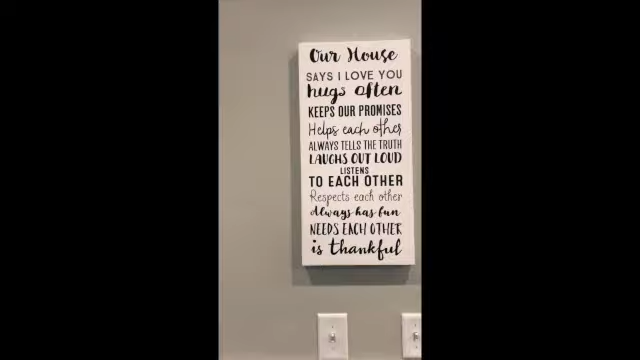 Our House
SAYS I LOVE YOU
hugs often
KEEPS OUR PROMISES
Helps each other
ALWAYS TELLS THE TRUTH
LAUGHS OUT LOUD
LISTENS
TO EACH OTHER
Respects each other
Always has fun
NEEDS EACH OTHER
is thankful